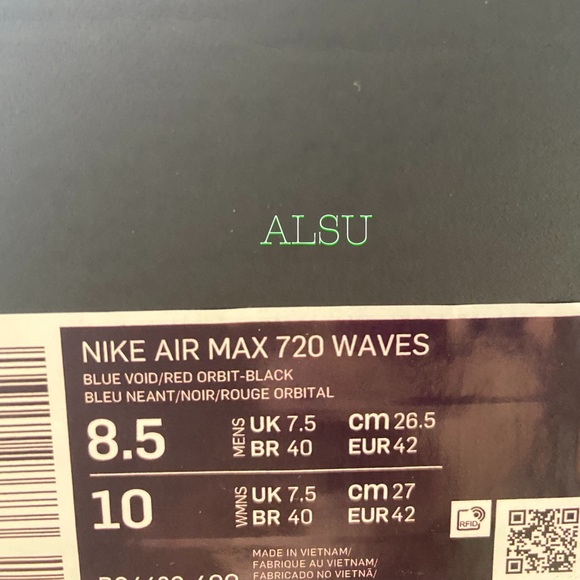 ALSU
NIKE AIR MAX 720 WAVES
BLUE VOID/RED ORBIT-BLACK
BLEU NEANT/NOIR/ROUGE ORBITAL
8.5 MENS UK 7.5 cm 26.5
BR 40 EUR 42
10 WMNS UK 7.5 cm 27
BR 40 EUR 42
RFID
MADE IN VIETNAM/
FABRIQUE AU VIETNAM/
FABRICADO NO VIETNÃ/